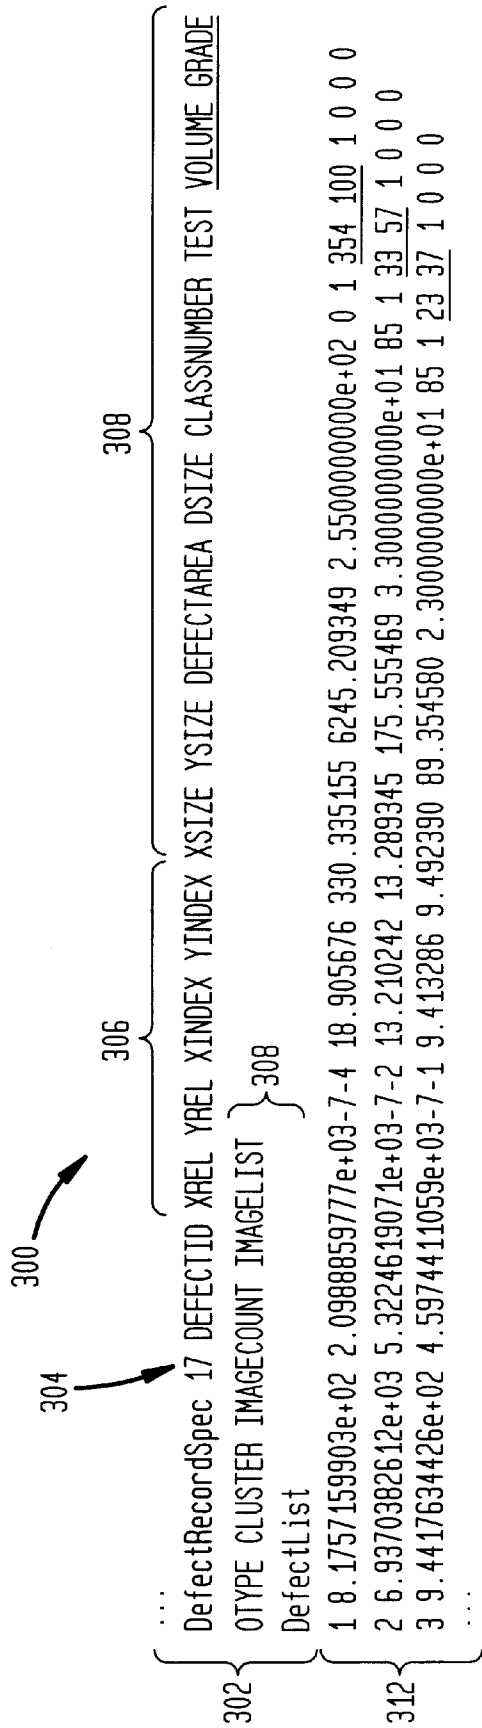 300
304
306
308
...
DefectRecordSpec 17 DEFECTID XREL YREL XINDEX YINDEX XSIZE YSIZE DEFECTAREA DSIZE CLASSNUMBER TEST VOLUME GRADE
OTYPE CLUSTER IMAGECOUNT IMAGELIST
308
DefectList
302
1 8.1757159903e+02 2.0988859777e+03-7-4 18.905676 330.335155 6245.209349 2.5500000000e+02 0 1 354 100 1 0 0 0
2 6.9370382612e+03 5.3224619071e+03-7-2 13.210242 13.289345 175.555469 3.3000000000e+01 85 1 33 57 1 0 0 0
3 9.4417634426e+02 4.5974411059e+03-7-1 9.413286 9.492390 89.354580 2.3000000000e+01 85 1 23 37 1 0 0 0
...
312